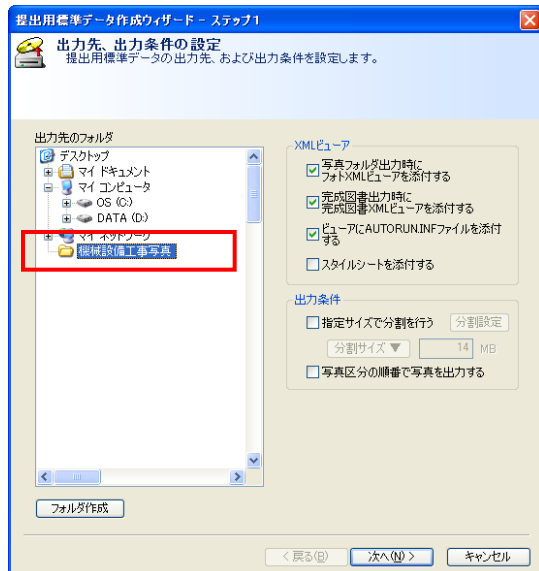 提出用標準データ作成ウィザード - ステップ1
出力先、出力条件の設定
提出用標準データの出力先、および出力条件を設定します。
出力先のフォルダ
デスクトップ
マイ ドキュメント
マイ コンピュータ
OS (C:)
DATA (D:)
マイ ネットワーク
機械設備工事写真
フォルダ作成
XMLビューア
写真フォルダ出力時に
フォトXMLビューアを添付する
完成図書出力時に
完成図書XMLビューアを添付する
ビューアにAUTORUN.INFファイルを添付
する
スタイルシートを添付する
出力条件
指定サイズで分割を行う 分割設定
分割サイズ ▼ 14 MB
写真区分の順番で写真を出力する
< 戻る(B) 次へ(N) > キャンセル